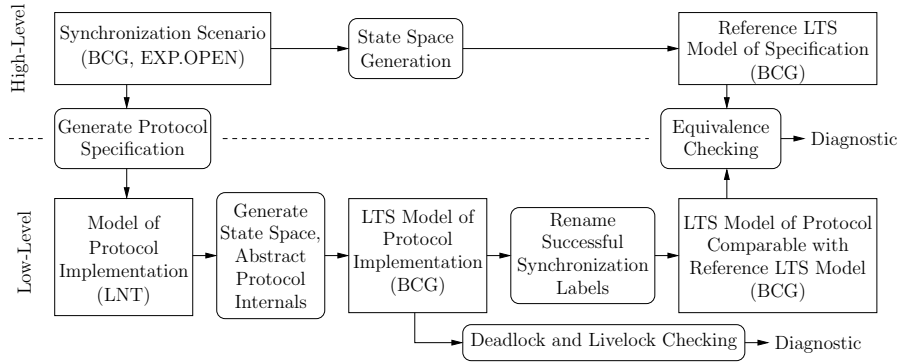 High-Level
Synchronization Scenario
(BCG, EXP.OPEN)
State Space
Generation
Reference LTS
Model of Specification
(BCG)
Generate Protocol
Specification
Equivalence
Checking
Diagnostic
Low-Level
Model of
Protocol
Implementation
(LNT)
Generate
State Space,
Abstract
Protocol
Internals
LTS Model of
Protocol
Implementation
(BCG)
Rename
Successful
Synchronization
Labels
LTS Model of Protocol
Comparable with
Reference LTS Model
(BCG)
Deadlock and Livelock Checking
Diagnostic